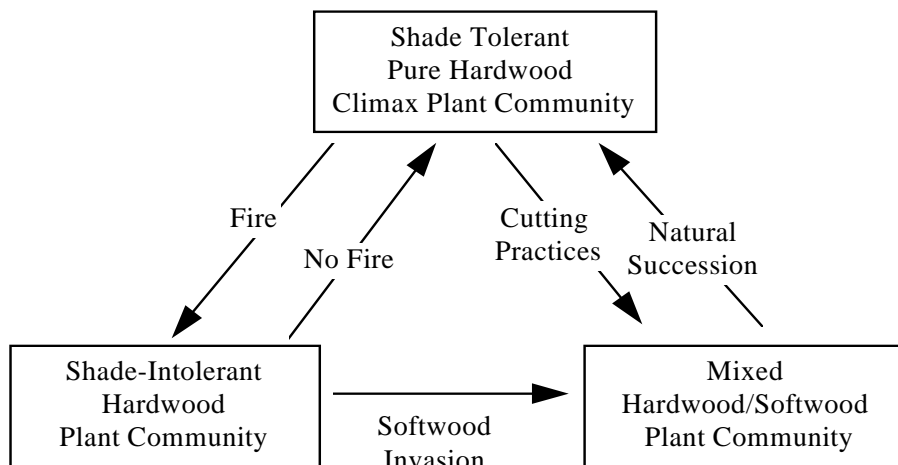 Shade Tolerant
Pure Hardwood
Climax Plant Community
Fire
No Fire
Cutting
Practices
Natural
Succession
Shade-Intolerant
Hardwood
Plant Community
Softwood
Invasion
Mixed
Hardwood/Softwood
Plant Community